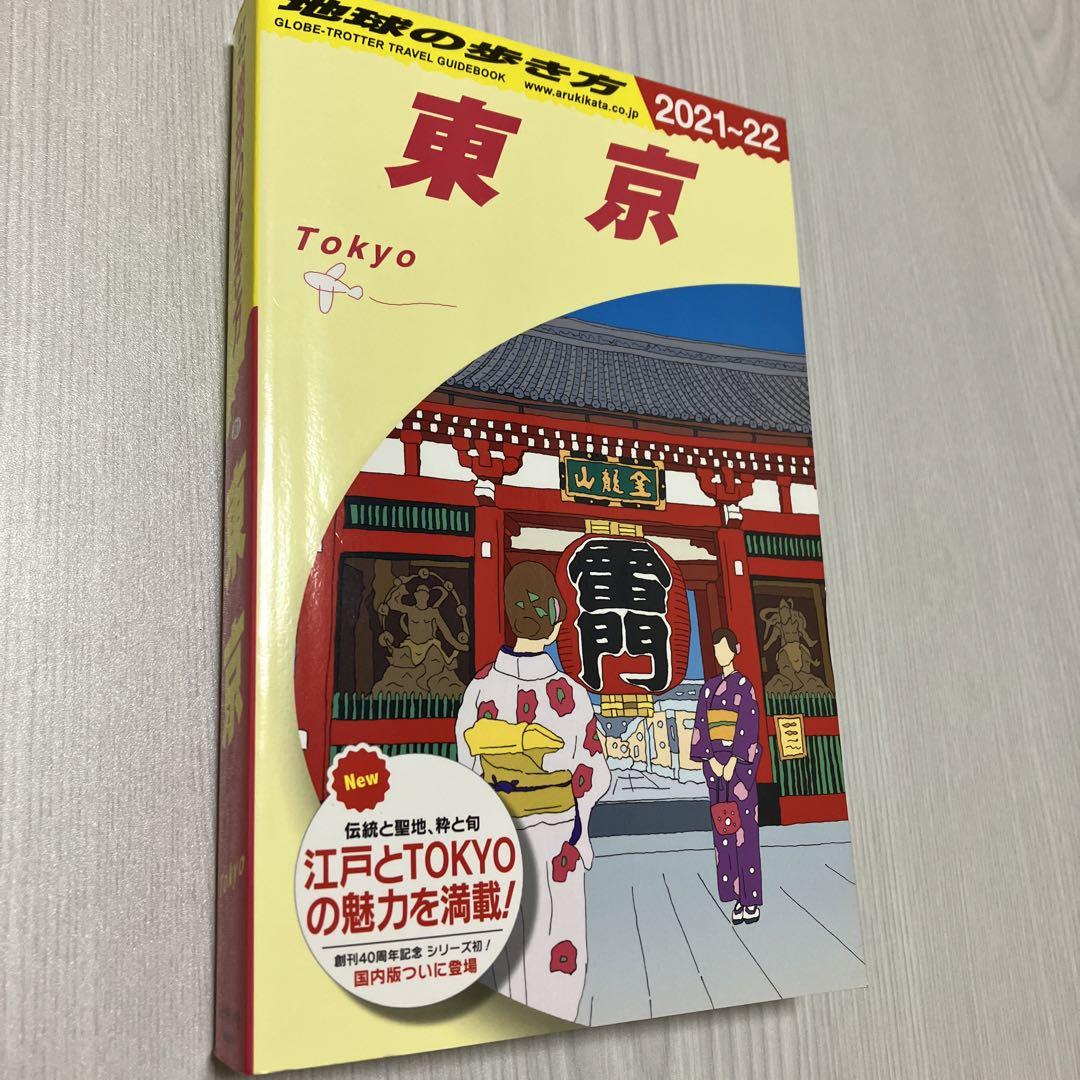 地球の歩き方
GLOBE-TROTTER TRAVEL GUIDEBOOK
www.arukikata.co.jp
2021~22
東京
Tokyo
金龍山
雷門
New
伝統と聖地、粋と旬
江戸とTOKYO
の魅力を満載!
創刊40周年記念 シリーズ初!
国内版ついに登場
東京
Tokyo